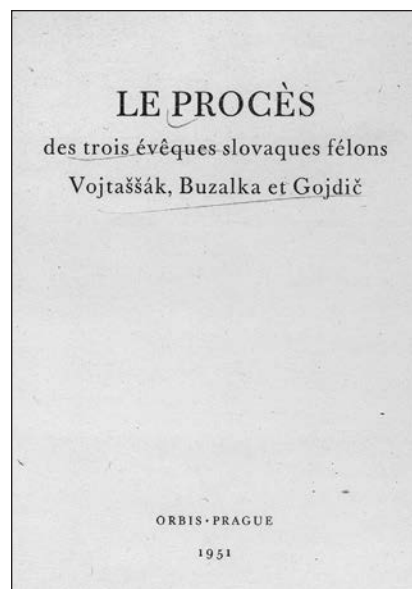 LE PROCÈS
des trois évêques slovaques félons
Vojtaššák, Buzalka et Gojdič
ORBIS·PRAGUE
1951